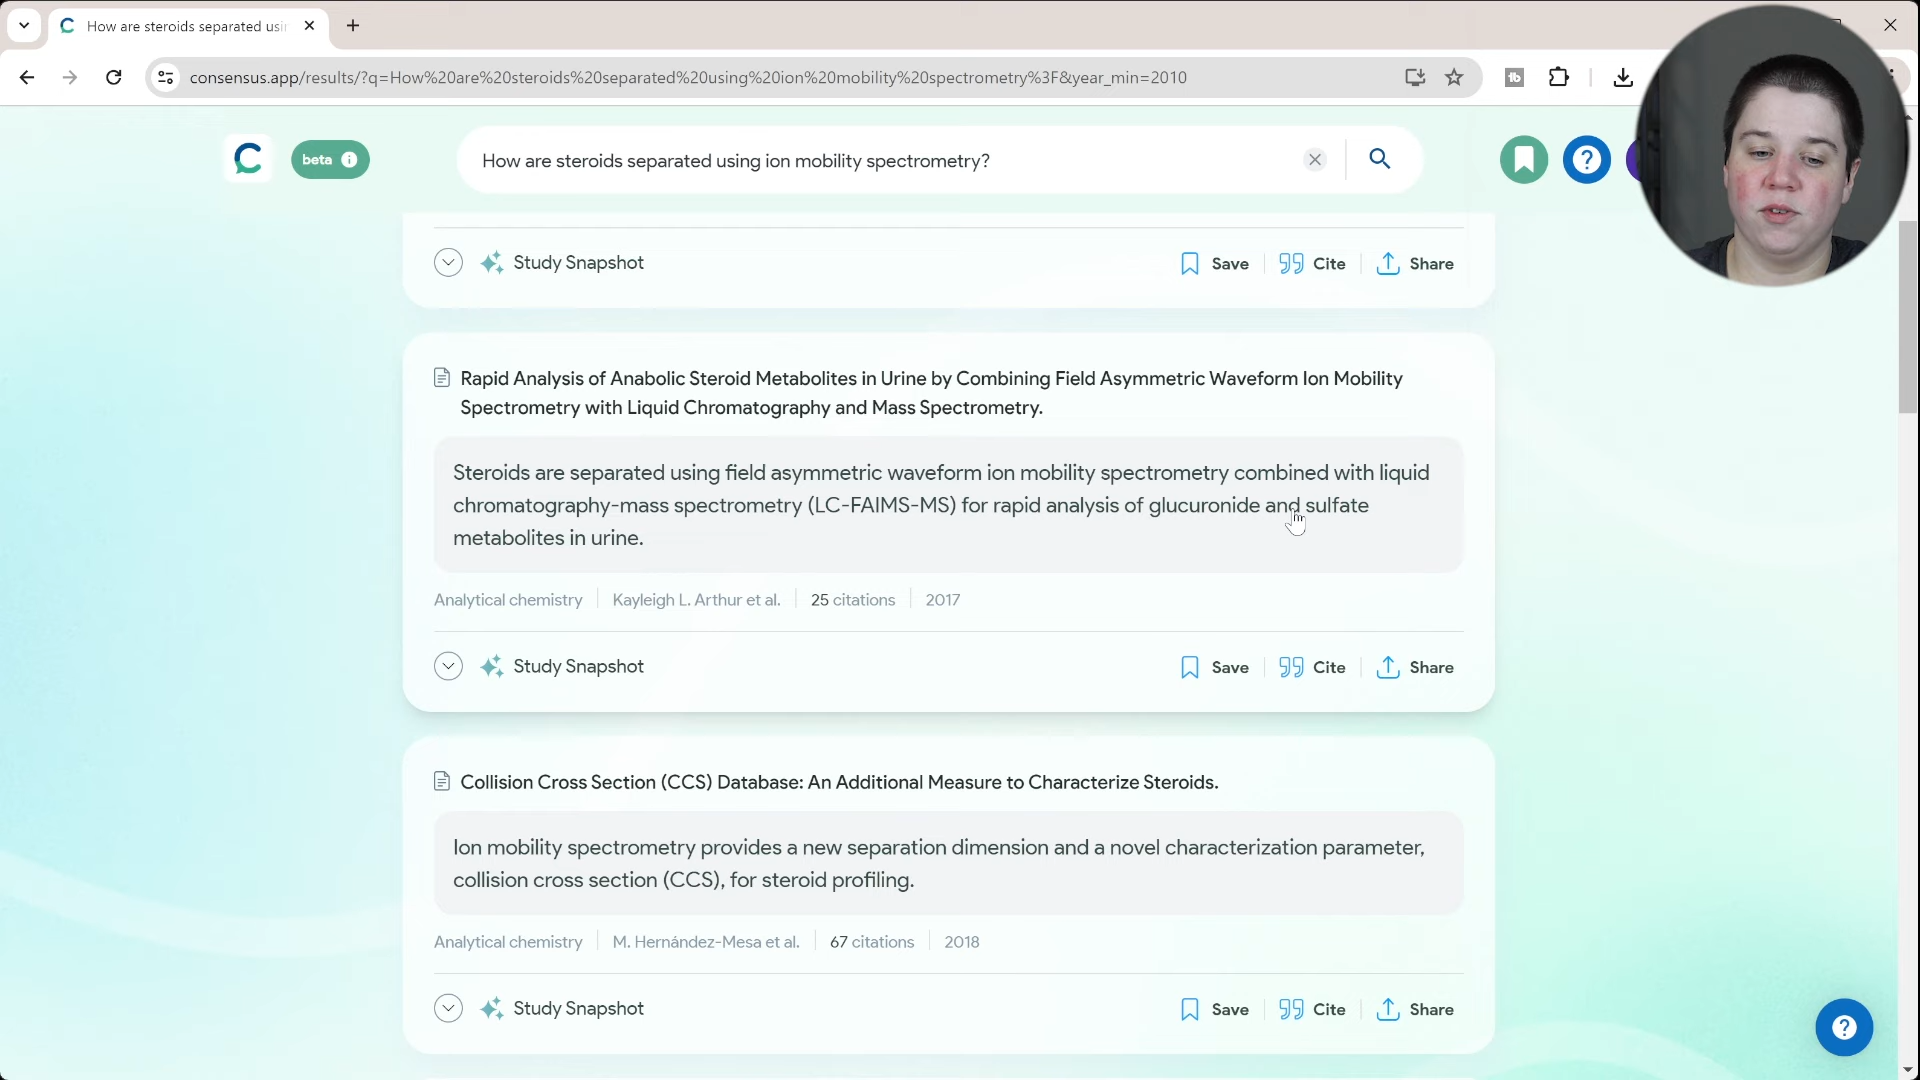 How are steroids separated usi
consensus.app/results/?q=How%20are%20steroids%20separated%20using%20ion%20mobility%20spectrometry%3F&year_min=2010
beta
How are steroids separated using ion mobility spectrometry?
Study Snapshot
Save
Cite
Share
Rapid Analysis of Anabolic Steroid Metabolites in Urine by Combining Field Asymmetric Waveform Ion Mobility
Spectrometry with Liquid Chromatography and Mass Spectrometry.
Steroids are separated using field asymmetric waveform ion mobility spectrometry combined with liquid
chromatography-mass spectrometry (LC-FAIMS-MS) for rapid analysis of glucuronide and sulfate
metabolites in urine.
Analytical chemistry
Kayleigh L. Arthur et al.
25 citations
2017
Study Snapshot
Save
Cite
Share
Collision Cross Section (CCS) Database: An Additional Measure to Characterize Steroids.
Ion mobility spectrometry provides a new separation dimension and a novel characterization parameter,
collision cross section (CCS), for steroid profiling.
Analytical chemistry
M. Hernández-Mesa et al.
67 citations
2018
Study Snapshot
Save
Cite
Share